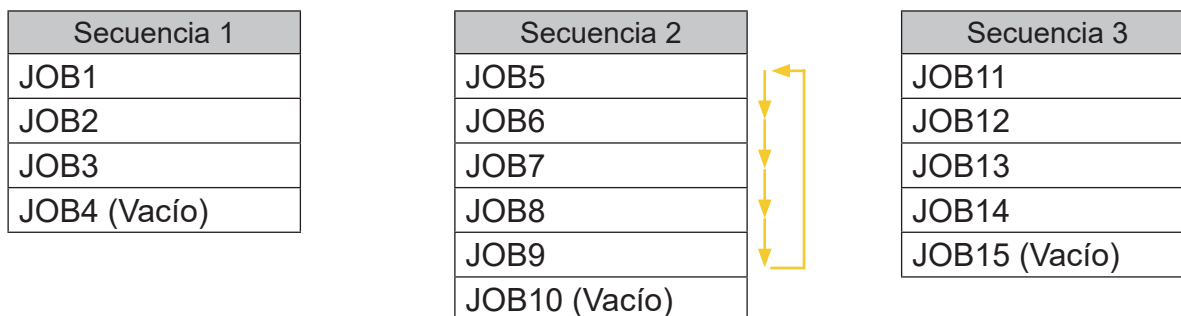 Secuencia 1
JOB1
JOB2
JOB3
JOB4 (Vacío)
Secuencia 2
JOB5
JOB6
JOB7
JOB8
JOB9
JOB10 (Vacío)
Secuencia 3
JOB11
JOB12
JOB13
JOB14
JOB15 (Vacío)